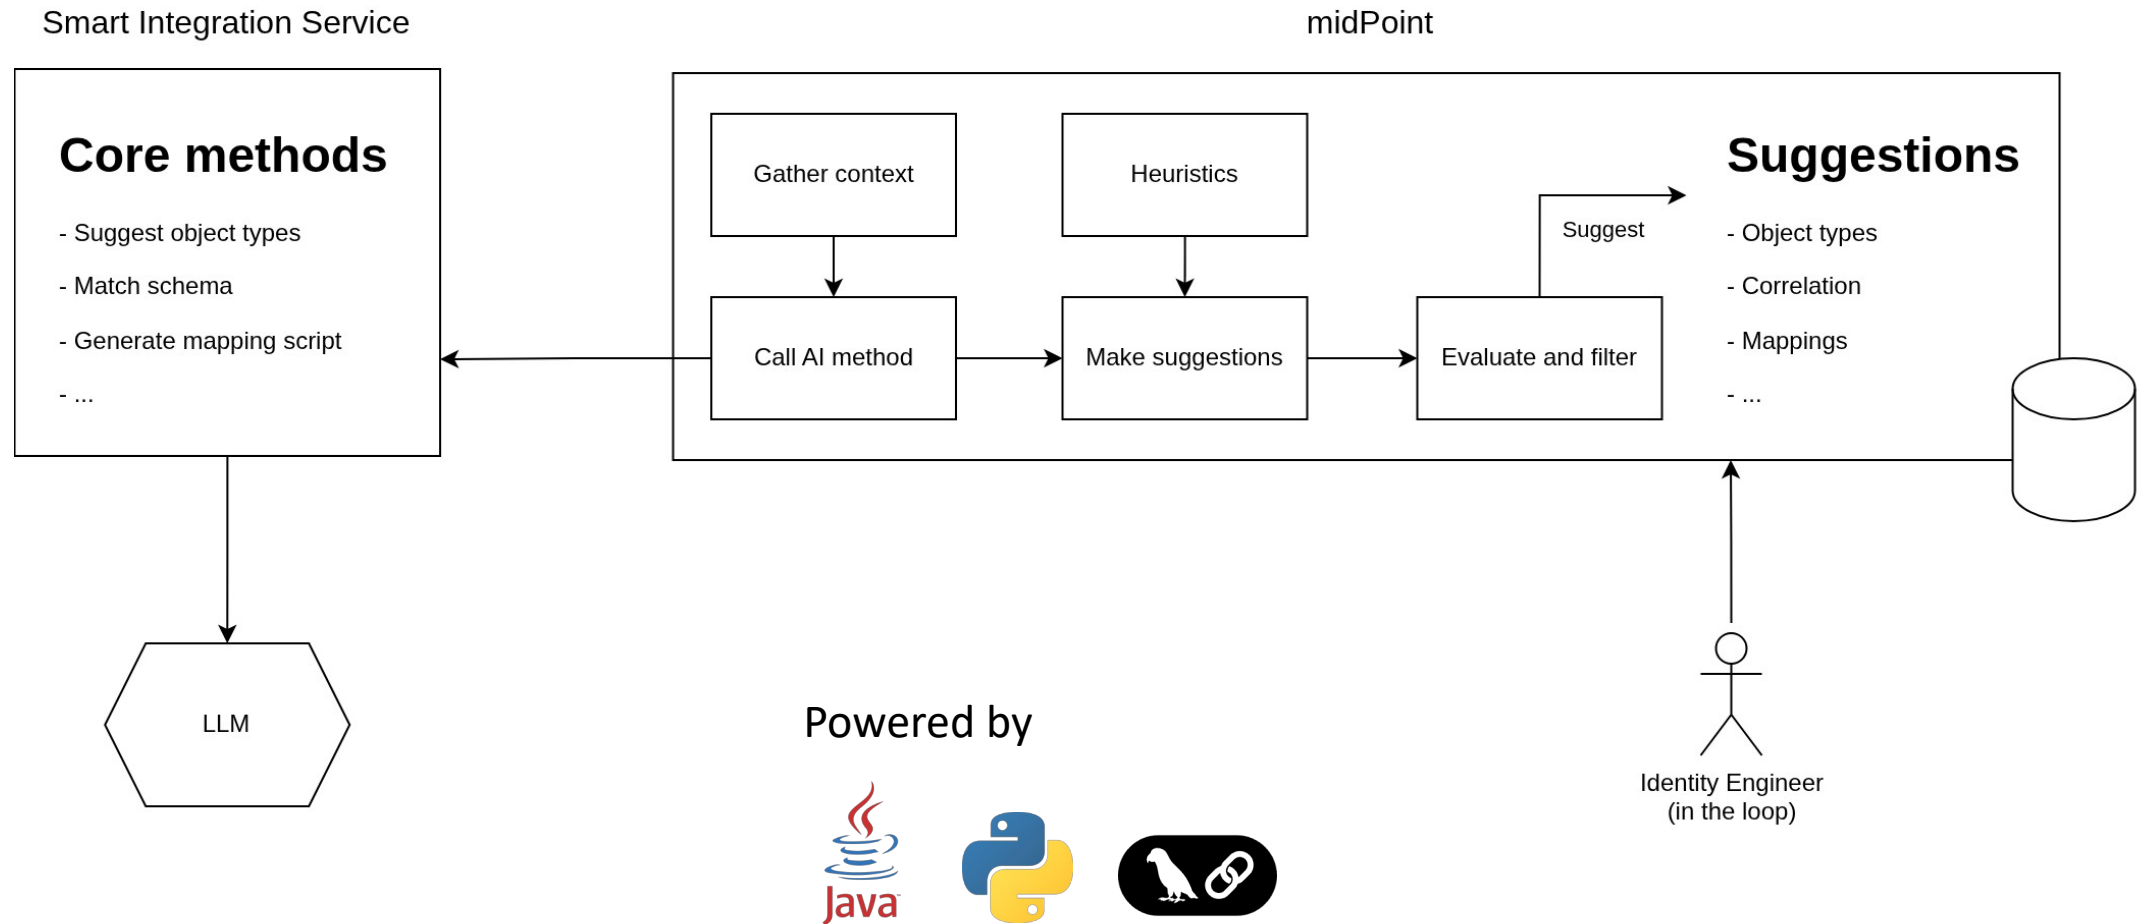 Smart Integration Service
midPoint
Core methods
- Suggest object types
- Match schema
- Generate mapping script
- ...
Gather context
Heuristics
Call AI method
Make suggestions
Evaluate and filter
Suggest
Suggestions
- Object types
- Correlation
- Mappings
- ...
LLM
Identity Engineer
(in the loop)
Powered by
Java™